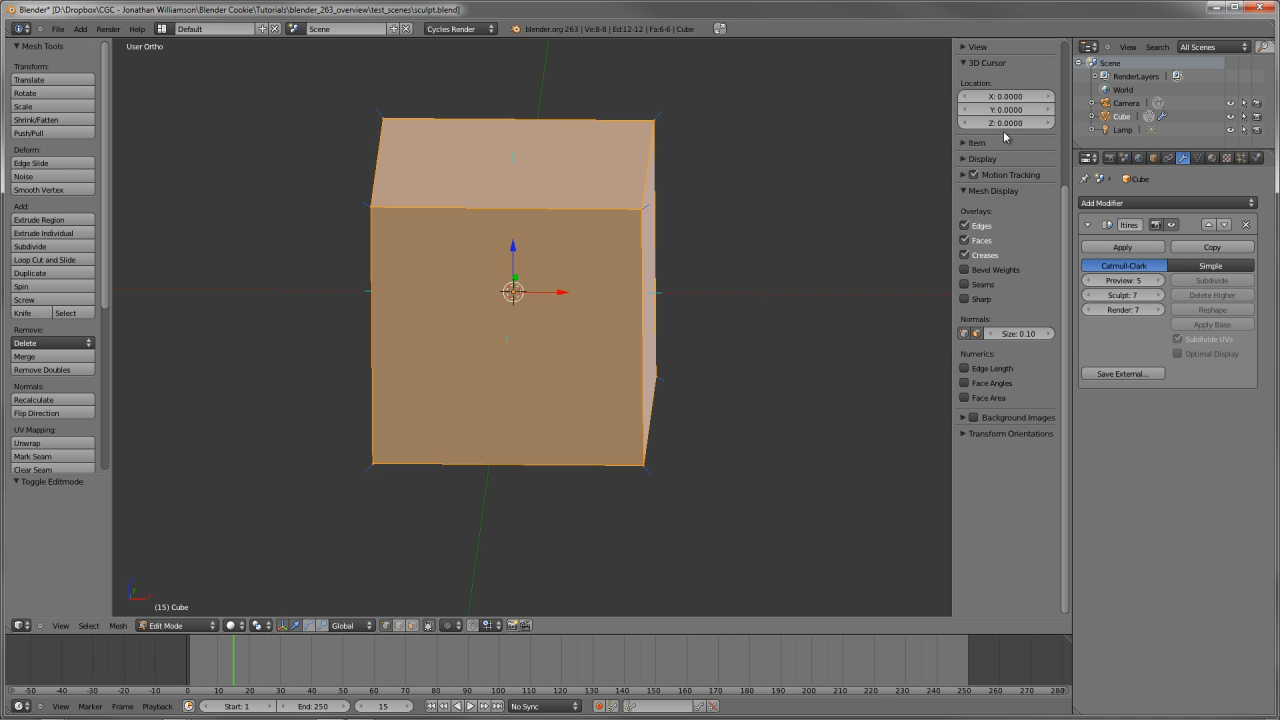 Blender* [D:\Dropbox\CGC - Jonathan Williamson\Blender Cookie\Tutorials\blender_263_overview\test_scenes\sculpt.blend]
File Add Render Help Default Scene Cycles Render blender.org 263 | Ve:8-8 | Ed:12-12 | Fa:6-6 | Cube
View Search All Scenes
Mesh Tools
Transform:
Translate
Rotate
Scale
Shrink/Fatten
Push/Pull
Deform:
Edge Slide
Noise
Smooth Vertex
Add:
Extrude Region
Extrude Individual
Subdivide
Loop Cut and Slide
Duplicate
Spin
Screw
Knife Select
Remove:
Delete
Merge
Remove Doubles
Normals:
Recalculate
Flip Direction
UV Mapping:
Unwrap
Mark Seam
Clear Seam
Toggle Editmode
User Ortho
(15) Cube
View
3D Cursor
Location:
X: 0.0000
Y: 0.0000
Z: 0.0000
Item
Display
Motion Tracking
Mesh Display
Overlays:
Edges
Faces
Creases
Bevel Weights
Seams
Sharp
Normals:
Size: 0.10
Numerics:
Edge Length
Face Angles
Face Area
Background Images
Transform Orientations
Scene
RenderLayers
World
Camera
Cube
Lamp
Cube
Add Modifier
ltires
Apply Copy
Catmull-Clark Simple
Preview: 5 Subdivide
Sculpt: 7 Delete Higher
Render: 7 Reshape
Apply Base
Subdivide UVs
Optimal Display
Save External...
View Select Mesh Edit Mode Global
-50 -40 -30 -20 -10 0 10 20 30 40 50 60 70 80 90 100 110 120 130 140 150 160 170 180 190 200 210 220 230 240 250 260 270 280
View Marker Frame Playback Start: 1 End: 250 15 No Sync